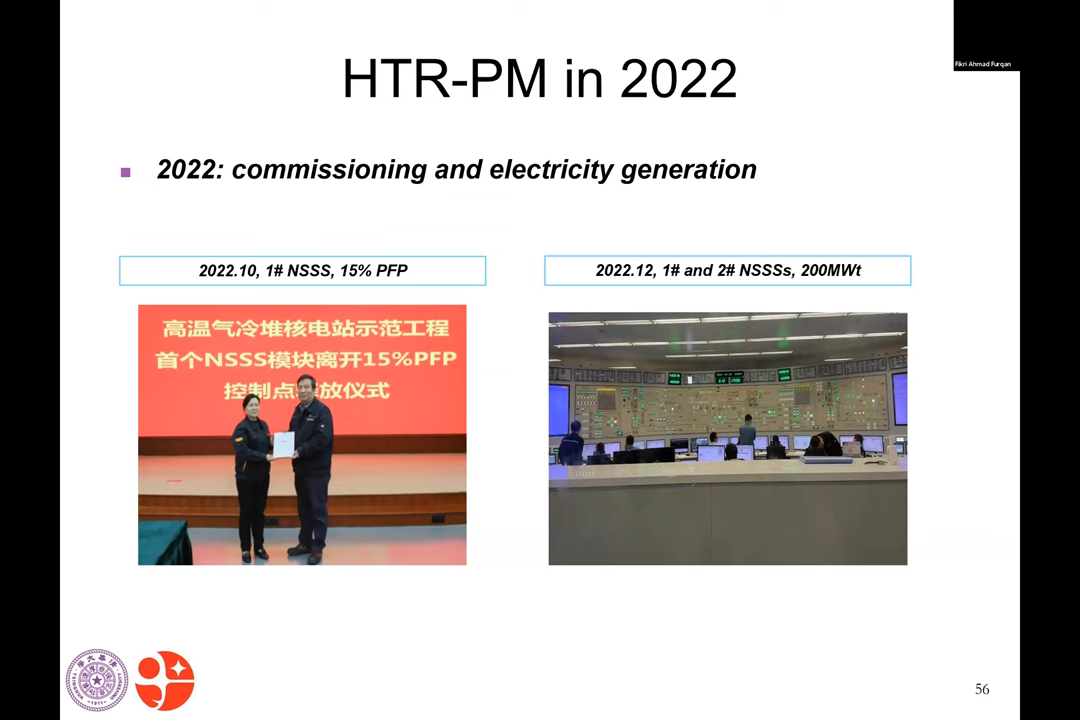 Fikri Ahmad Furqan
HTR-PM in 2022
2022: commissioning and electricity generation
2022.10, 1# NSSS, 15% PFP
2022.12, 1# and 2# NSSSs, 200MWt
高温气冷堆核电站示范工程
首个NSSS模块离开15%PFP
控制点 放仪式
TSINGHUA UNIVERSITY
-1911-
56